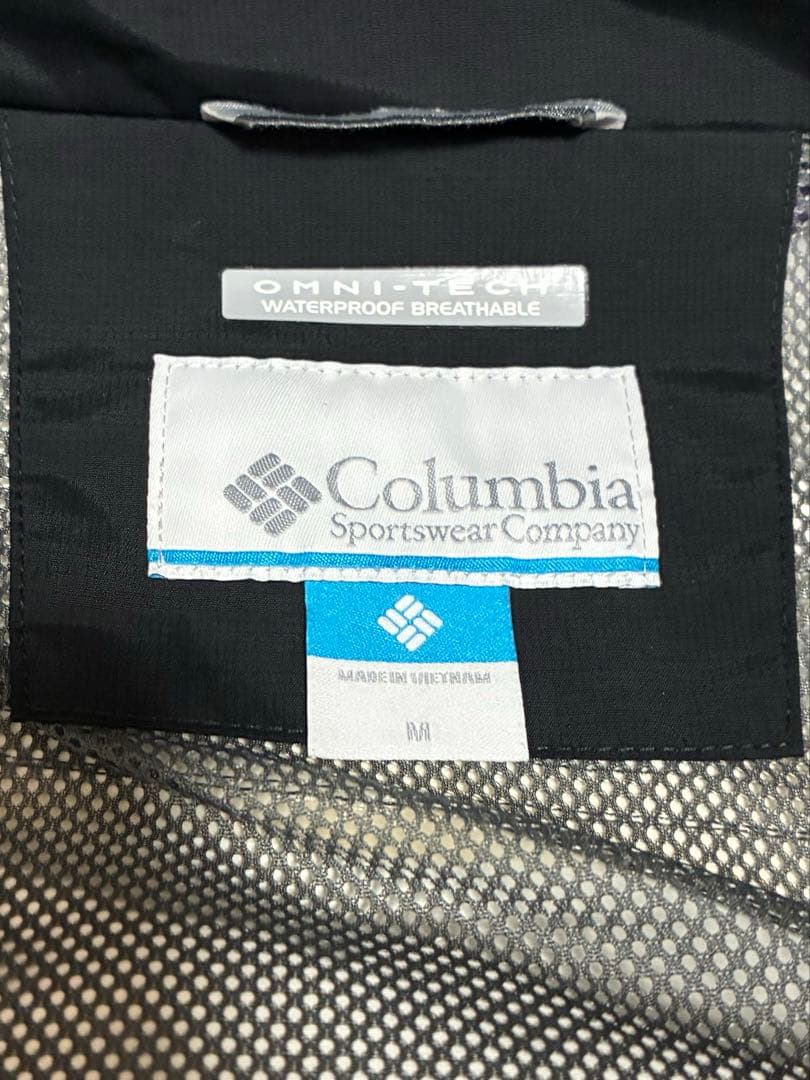 OMNI-TECH
WATERPROOF BREATHABLE
Columbia
Sportswear Company
MADE IN VIETNAM
M